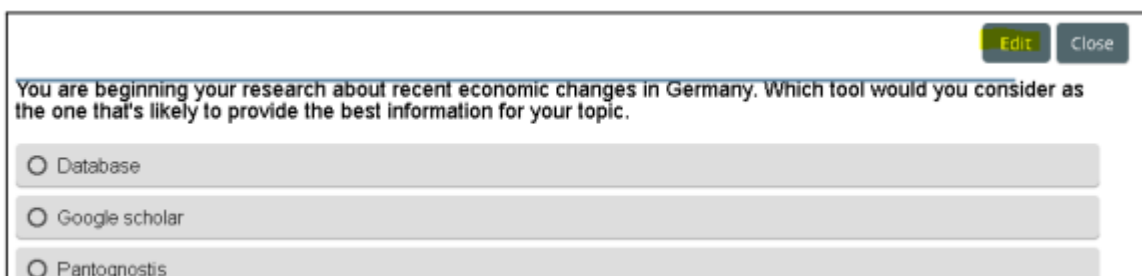 Edit Close
You are beginning your research about recent economic changes in Germany. Which tool would you consider as
the one that's likely to provide the best information for your topic.
Database
Google scholar
Pantognostis